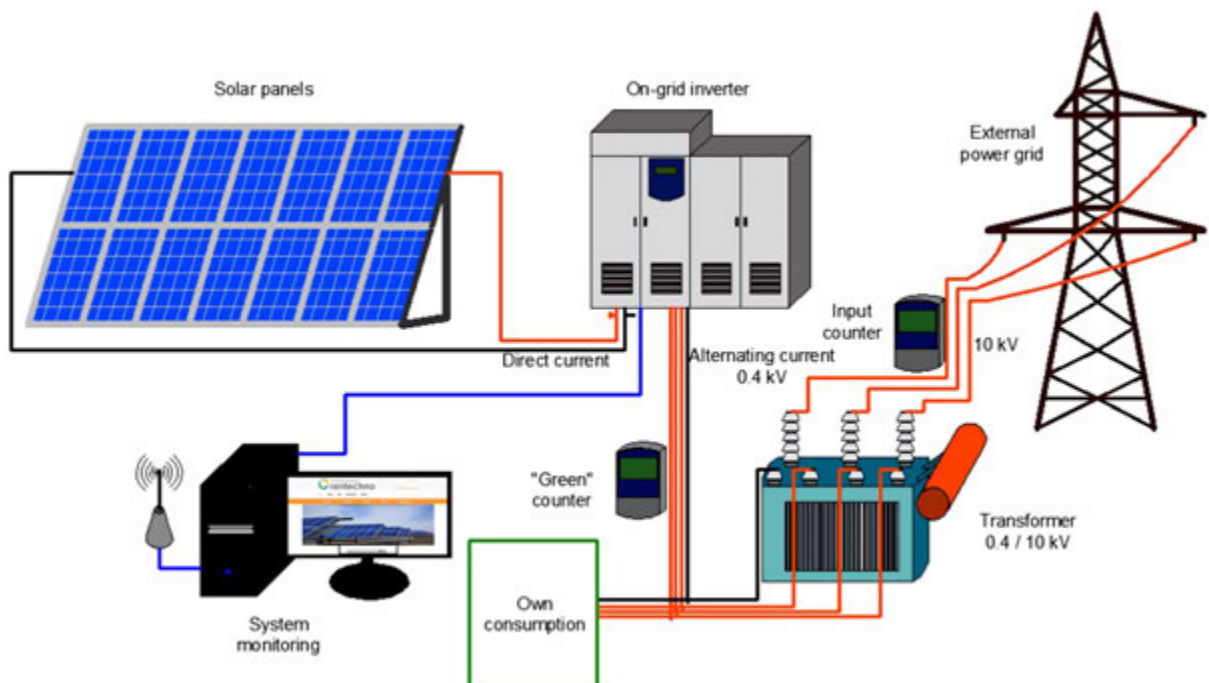 Solar panels
On-grid inverter
External
power grid
Input
counter
Direct current
Alternating current
0.4 kV
10 kV
"Green"
counter
rentechno
Transformer
0.4 / 10 kV
Own
consumption
System
monitoring